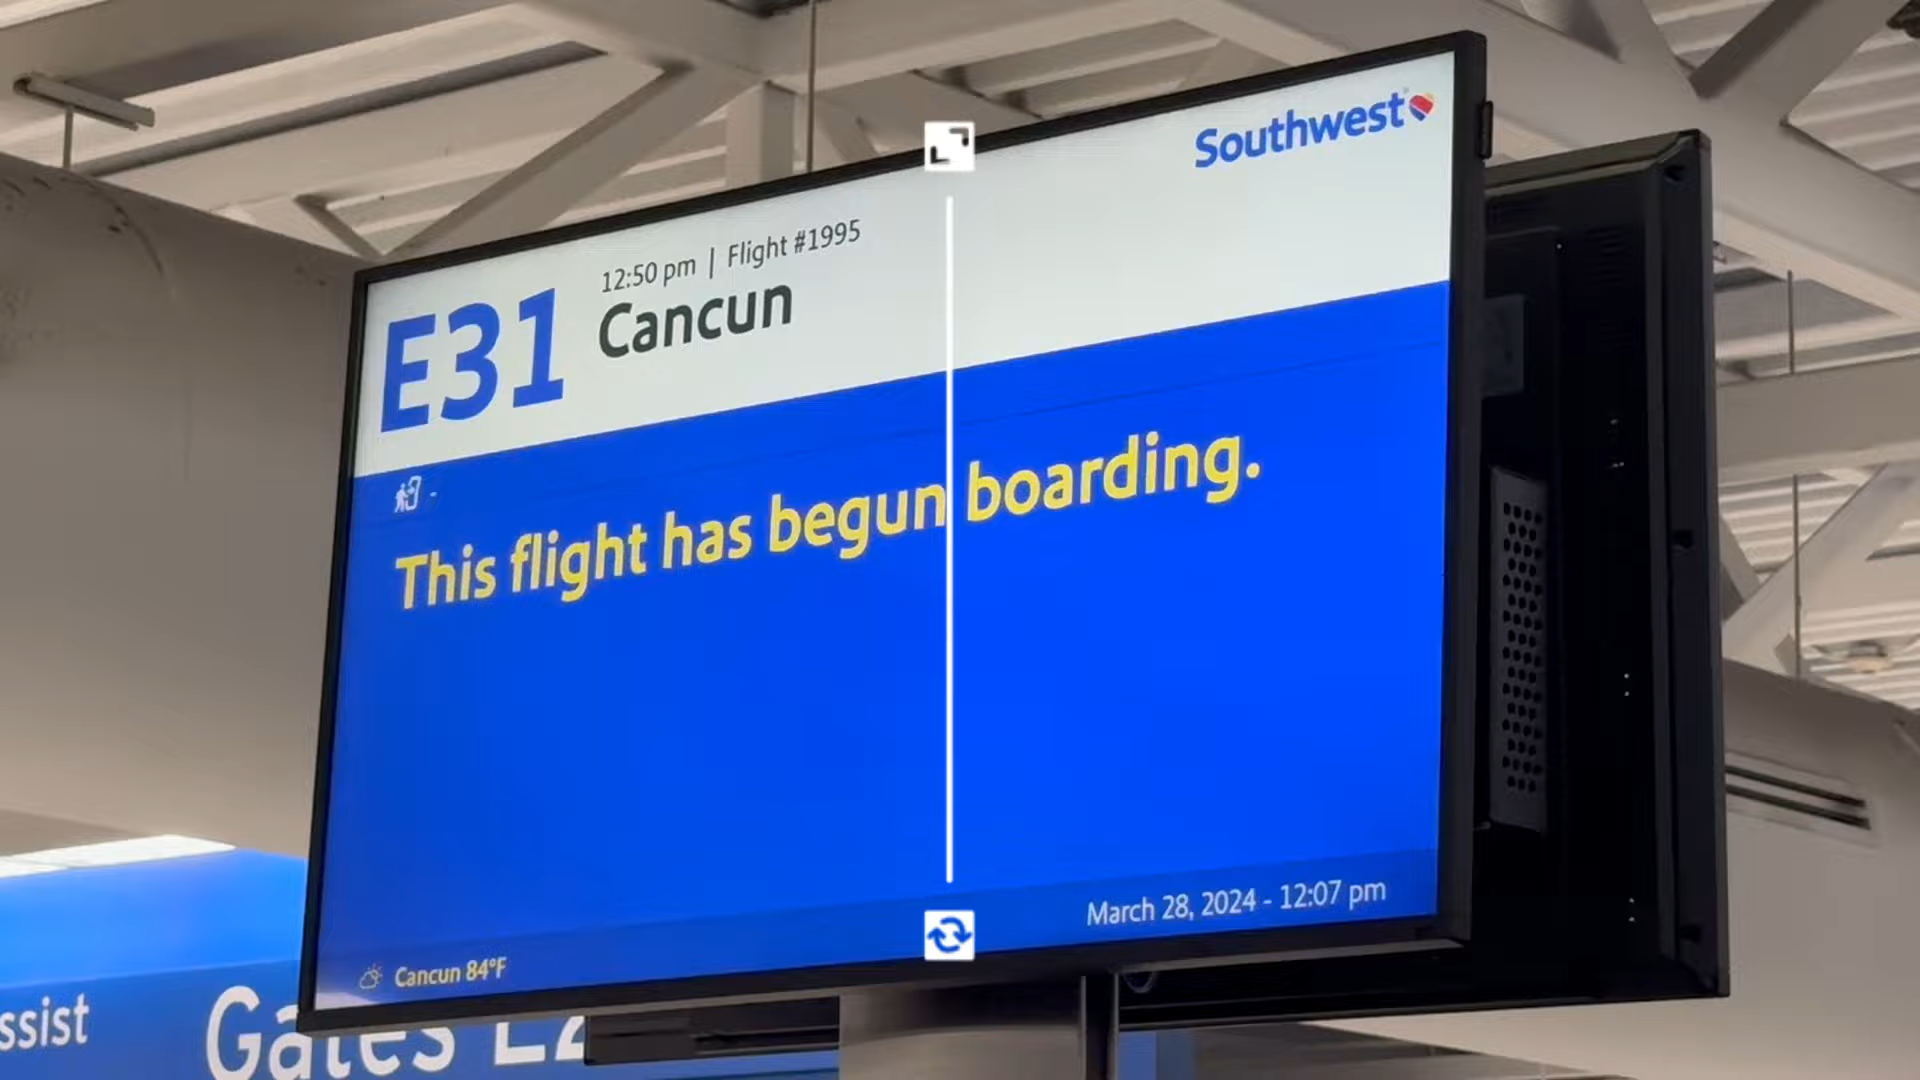 Southwest
12:50 pm | Flight #1995
E31 Cancun
-
This flight has begun boarding.
March 28, 2024 - 12:07 pm
Cancun 84°F
ssist
Gates E2